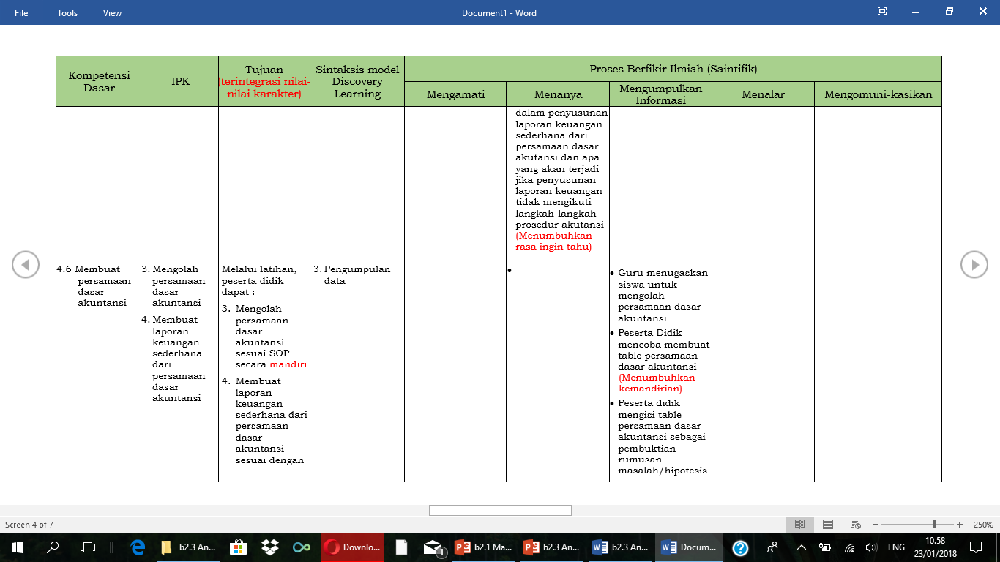 File Tools View Document1 - Word
Kompetensi
Dasar
IPK
Tujuan
(terintegrasi nilai-
nilai karakter)
Sintaksis model
Discovery
Learning
Proses Berfikir Ilmiah (Saintifik)
Mengamati
Menanya
Mengumpulkan
Informasi
Menalar
Mengomuni-kasikan
dalam penyusunan
laporan keuangan
sederhana dari
persamaan dasar
akutansi dan apa
yang akan terjadi
jika penyusunan
laporan keuangan
tidak mengikuti
langkah-langkah
prosedur akutansi
(Menumbuhkan
rasa ingin tahu)
4.6 Membuat
persamaan
dasar
akuntansi
3. Mengolah
persamaan
dasar
akuntansi
4. Membuat
laporan
keuangan
sederhana
dari
persamaan
dasar
akuntansi
Melalui latihan,
peserta didik
dapat :
3. Mengolah
persamaan
dasar
akuntansi
sesuai SOP
secara mandiri
4. Membuat
laporan
keuangan
sederhana dari
persamaan
dasar
akuntansi
sesuai dengan
3. Pengumpulan
data
•
• Guru menugaskan
siswa untuk
mengolah
persamaan dasar
akuntansi
• Peserta Didik
mencoba membuat
table persamaan
dasar akuntansi
(Menumbuhkan
kemandirian)
• Peserta didik
mengisi table
persamaan dasar
akuntansi sebagai
pembuktian
rumusan
masalah/hipotesis
Screen 4 of 7
250%
b2.3 An...
Downlo...
1
b2.1 Ma...
b2.3 An...
b2.3 An...
Docum...
ENG
10.58
23/01/2018